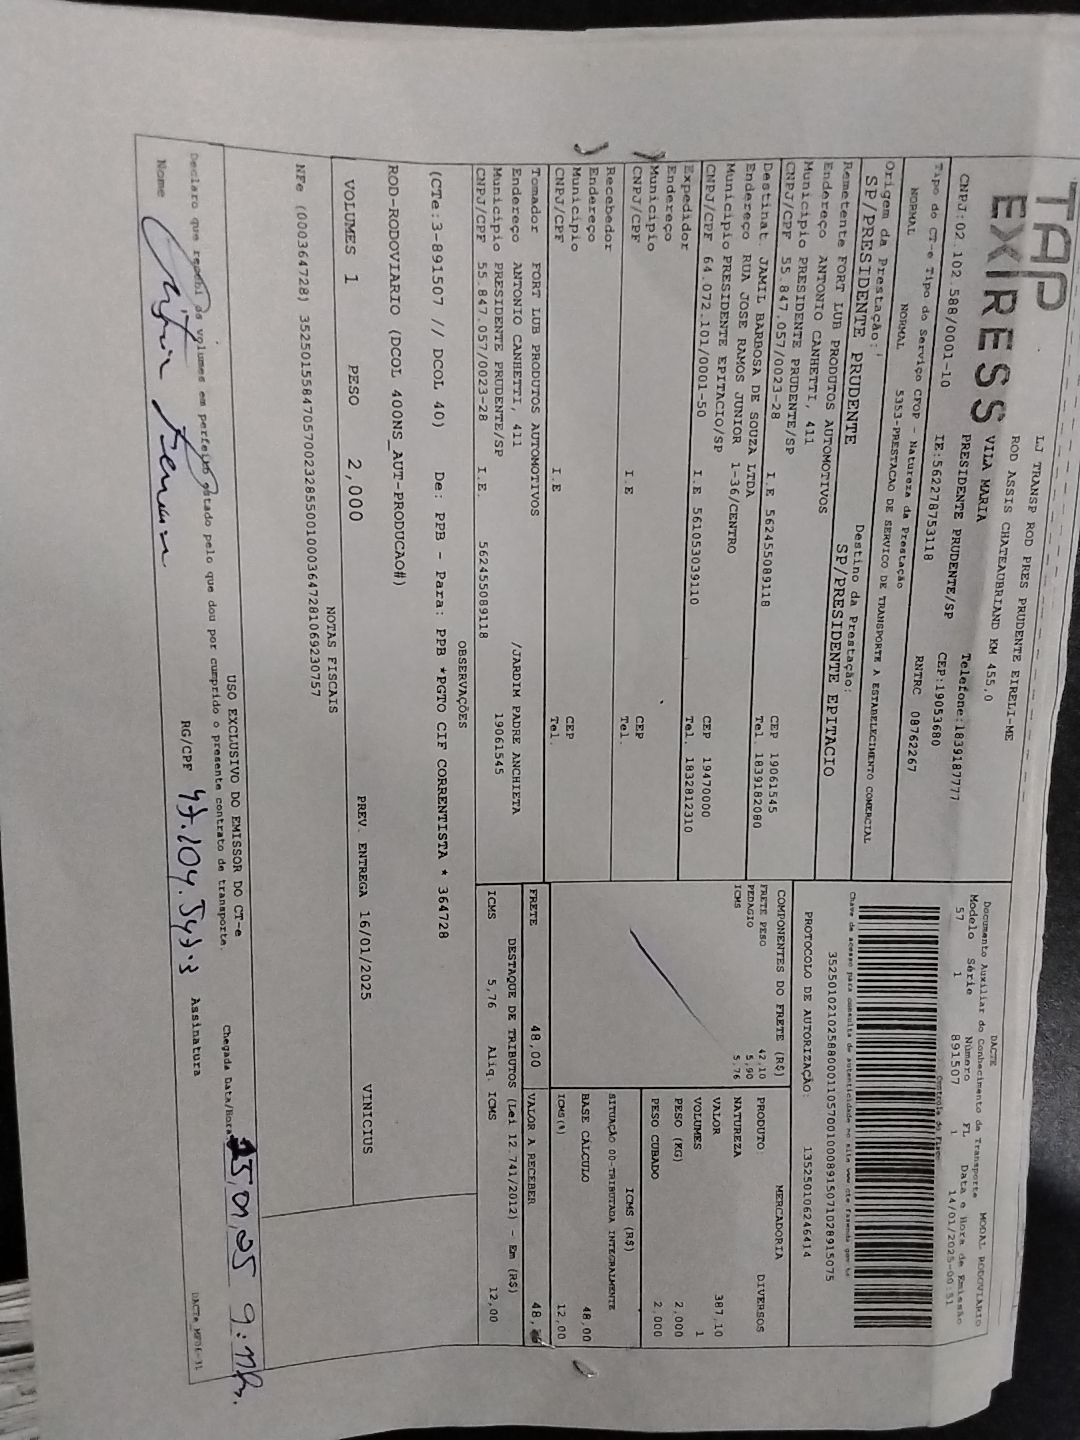 TAP
EXPRESS
LJ TRANSP ROD PRES PRUDENTE EIRELI-ME
ROD ASSIS CHATEAUBRIAND KM 455,0
VILA MARIA
PRESIDENTE PRUDENTE/SP Telefone:1839187777
CNPJ:02.102.588/0001-10 IE:562278753118 CEP:19053680
Tipo do CT-e Tipo do Serviço CFOP - Natureza da Prestação RNTRC 08762267
NORMAL NORMAL 5353-PRESTACAO DE SERVICO DE TRANSPORTE A ESTABELECIMENTO COMERCIAL
Origem da Prestação: Destino da Prestação:
SP/PRESIDENTE PRUDENTE SP/PRESIDENTE EPITACIO
DACTE
Documento Auxiliar do Conhecimento de Transporte MODAL RODOVIARIO
Modelo Série Número FL Data e Hora de Emissão
57 1 891507 1 14/01/2025-00:51
Controle do Fisco
Chave de acesso para consulta de autenticidade no site www.cte.fazenda.gov.br
35250102102588000110570010008915071028915075
PROTOCOLO DE AUTORIZAÇÃO: 135250106246414
Remetente FORT LUB PRODUTOS AUTOMOTIVOS
Endereço ANTONIO CANHETTI, 411
Municipio PRESIDENTE PRUDENTE/SP CEP 19061545
CNPJ/CPF 55.847.057/0023-28 I.E 562455089118 Tel. 1839182080
Destinat. JAMIL BARBOSA DE SOUZA LTDA
Endereço RUA JOSE RAMOS JUNIOR 1-36/CENTRO
Municipio PRESIDENTE EPITACIO/SP CEP 19470000
CNPJ/CPF 64.072.101/0001-50 I.E 561053039110 Tel. 1832812310
Expedidor
Endereço
Municipio CEP
CNPJ/CPF I.E Tel.
Recebedor
Endereço
Municipio CEP
CNPJ/CPF I.E Tel.
Tomador FORT LUB PRODUTOS AUTOMOTIVOS
Endereço ANTONIO CANHETTI, 411 /JARDIM PADRE ANCHIETA
Municipio PRESIDENTE PRUDENTE/SP 19061545
CNPJ/CPF 55.847.057/0023-28 I.E. 562455089118
COMPONENTES DO FRETE (R$)
FRETE PESO 42,10
PEDAGIO 5,90
ICMS 5,76
MERCADORIA
PRODUTO: DIVERSOS
NATUREZA
VALOR 387,10
VOLUMES 1
PESO (KG) 2,000
PESO CUBADO 2,000
ICMS (R$)
SITUAÇÃO 00-TRIBUTADA INTEGRALMENTE
BASE CÁLCULO 48,00
ICMS(%) 12,00
FRETE 48,00 VALOR A RECEBER 48,
DESTAQUE DE TRIBUTOS (Lei 12.741/2012) - Em (R$)
ICMS 5,76 Aliq. ICMS 12,00
OBSERVAÇÕES
(CTe:3-891507 // DCOL 40) De: PPB - Para: PPB *PGTO CIF CORRENTISTA * 364728
ROD-RODOVIARIO (DCOL 400NS_AUT-PRODUCAO#)
VOLUMES 1 PESO 2,000 PREV. ENTREGA 16/01/2025 VINICIUS
NOTAS FISCAIS
NFe (000364728) 35250155847057002328550010003647281069230757
USO EXCLUSIVO DO EMISSOR DO CT-e
Declaro que recebi os volumes em perfeito estado pelo que dou por cumprido o presente contrato de transporte.
Chegada Data/Hora 15,01,25
Nome RG/CPF Assinatura
DACTe_MF06-31